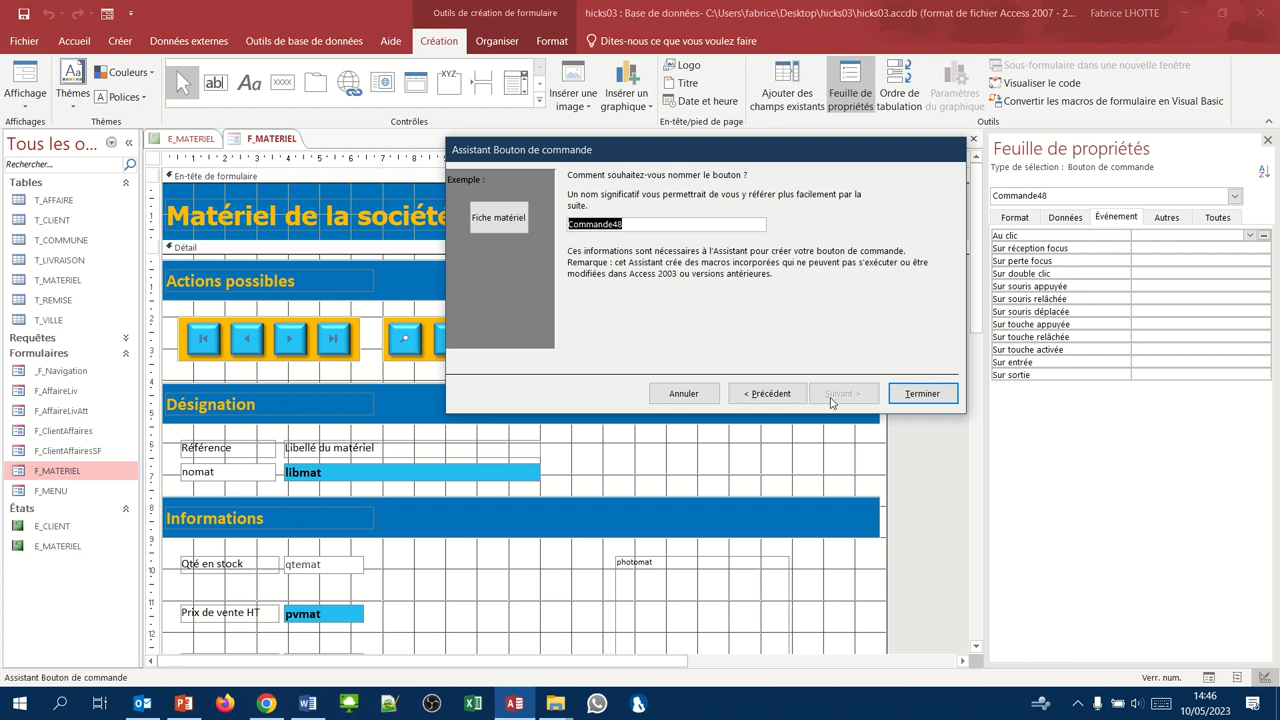 Outils de création de formulaire
hicks03 : Base de données- C:\Users\fabrice\Desktop\hicks03\hicks03.accdb (format de fichier Access 2007 - 2...
Fabrice LHOTTE
Fichier
Accueil
Créer
Données externes
Outils de base de données
Aide
Création
Organiser
Format
Dites-nous ce que vous voulez faire
Affichage
Thèmes
Couleurs
Polices
Insérer une image
Insérer un graphique
Logo
Titre
Date et heure
Ajouter des champs existants
Feuille de propriétés
Ordre de tabulation
Paramètres du graphique
Sous-formulaire dans une nouvelle fenêtre
Visualiser le code
Convertir les macros de formulaire en Visual Basic
Affichages
Thèmes
Contrôles
En-tête/pied de page
Outils
Tous les o...
Rechercher...
Tables
T_AFFAIRE
T_CLIENT
T_COMMUNE
T_LIVRAISON
T_MATERIEL
T_REMISE
T_VILLE
Requêtes
Formulaires
_F_Navigation
F_AffaireLiv
F_AffaireLivAtt
F_ClientAffaires
F_ClientAffairesSF
F_MATERIEL
F_MENU
États
E_CLIENT
E_MATERIEL
E_MATERIEL
F_MATERIEL
En-tête de formulaire
Matériel de la société
Détail
Actions possibles
Désignation
Référence
Libellé du matériel
nomat
libmat
Informations
Qté en stock
qtemat
photomat
Prix de vente HT
pvmat
Assistant Bouton de commande
Exemple :
Fiche matériel
Comment souhaitez-vous nommer le bouton ?
Un nom significatif vous permettrait de vous y référer plus facilement par la
suite.
Commande48
Ces informations sont nécessaires à l'Assistant pour créer votre bouton de commande.
Remarque : cet Assistant crée des macros incorporées qui ne peuvent pas s'exécuter ou être
modifiées dans Access 2003 ou versions antérieures.
Annuler
< Précédent
Suivant >
Terminer
Feuille de propriétés
Type de sélection : Bouton de commande
Commande48
Format
Données
Événement
Autres
Toutes
Au clic
Sur réception focus
Sur perte focus
Sur double clic
Sur souris appuyée
Sur souris relâchée
Sur souris déplacée
Sur touche appuyée
Sur touche relâchée
Sur touche activée
Sur entrée
Sur sortie
Assistant Bouton de commande
Verr. num.
14:46
10/05/2023